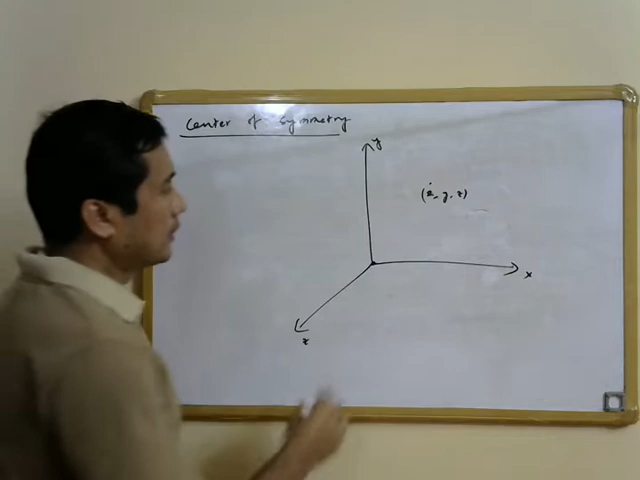 Center of Symmetry
y
(x, y, z)
x
z